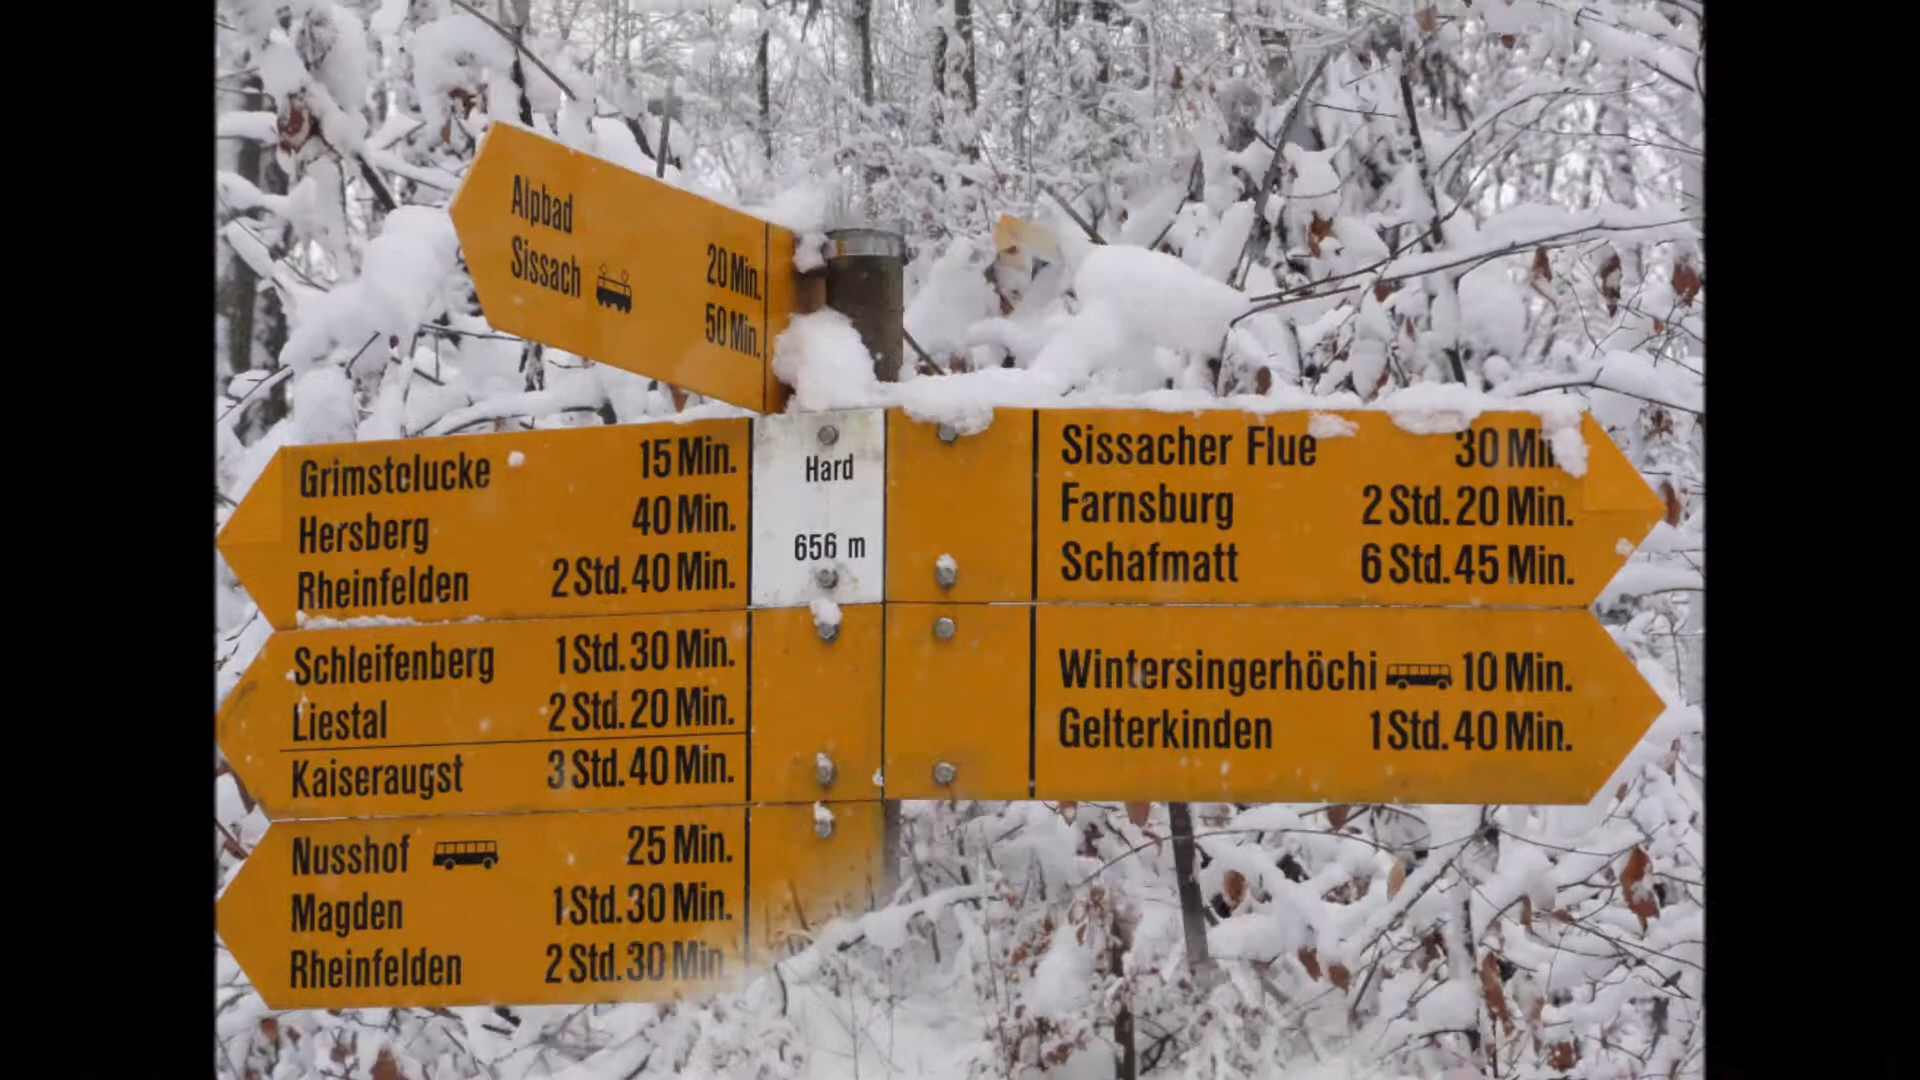 Alpbad 20 Min.
Sissach 50 Min.
Grimstelucke 15 Min.
Hersberg 40 Min.
Rheinfelden 2 Std. 40 Min.
Hard
656 m
Sissacher Flue 30 Min.
Farnsburg 2 Std. 20 Min.
Schafmatt 6 Std. 45 Min.
Schleifenberg 1 Std. 30 Min.
Liestal 2 Std. 20 Min.
Kaiseraugst 3 Std. 40 Min.
Wintersingerhöchi 10 Min.
Gelterkinden 1 Std. 40 Min.
Nusshof 25 Min.
Magden 1 Std. 30 Min.
Rheinfelden 2 Std. 30 Min.